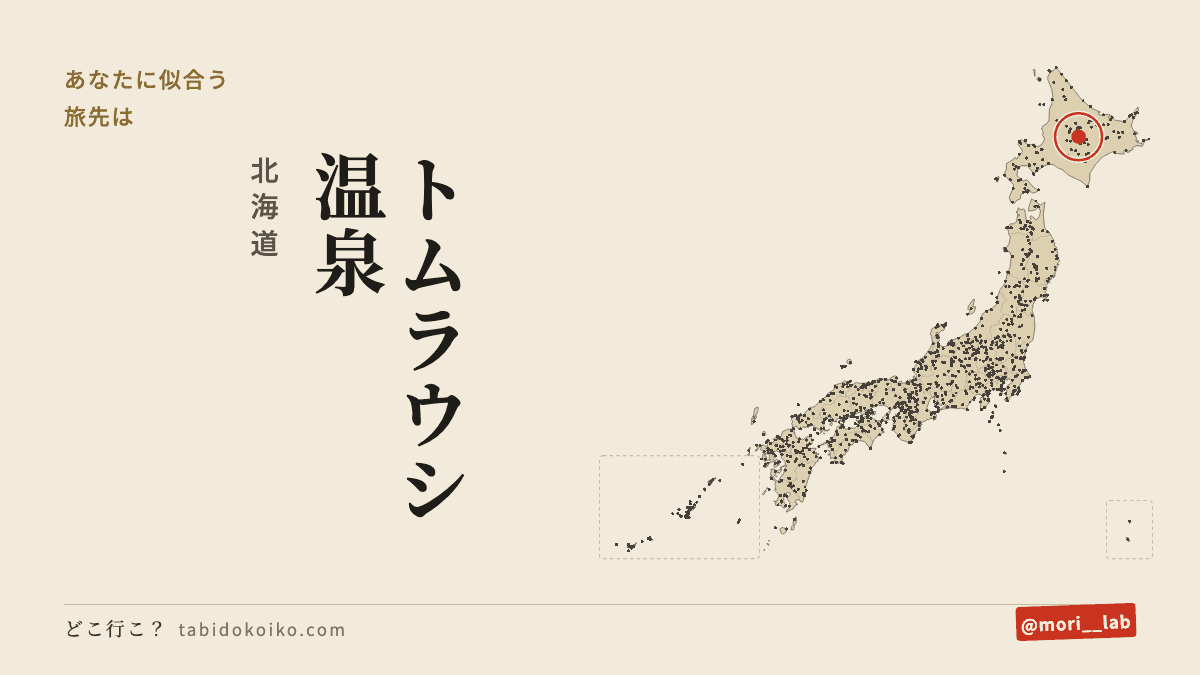 あなたに似合う
旅先は
トムラウシ
温泉
北海道
どこ行こ? tabidokoiko.com
@mori__lab